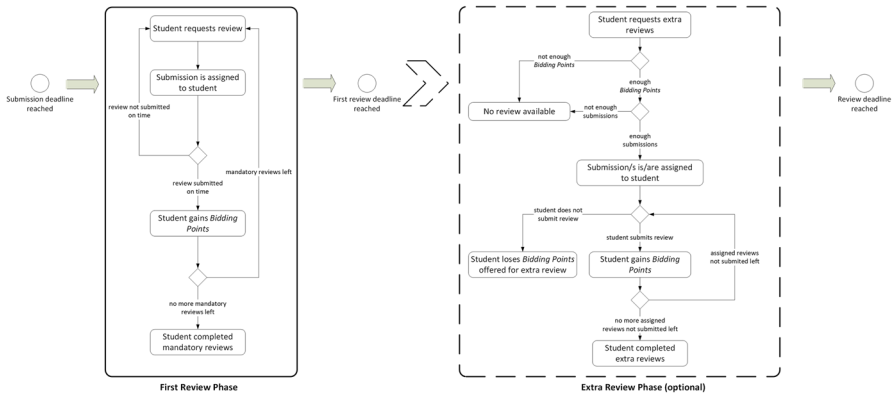 Submission deadline
reached
Student requests review
Submission is assigned
to student
review not submitted
on time
mandatory reviews left
review submitted
on time
Student gains Bidding
Points
no more mandatory
reviews left
Student completed
mandatory reviews
First Review Phase
First review deadline
reached
Student requests extra
reviews
not enough
Bidding Points
enough
Bidding Points
No review available
not enough
submissions
enough
submissions
Submission/s is/are assigned
to student
student does not
submit review
student submits review
Student loses Bidding Points
offered for extra review
Student gains Bidding
Points
assigned reviews
not submited left
no more assigned
reviews not submitted left
Student completed
extra reviews
Extra Review Phase (optional)
Review deadline
reached